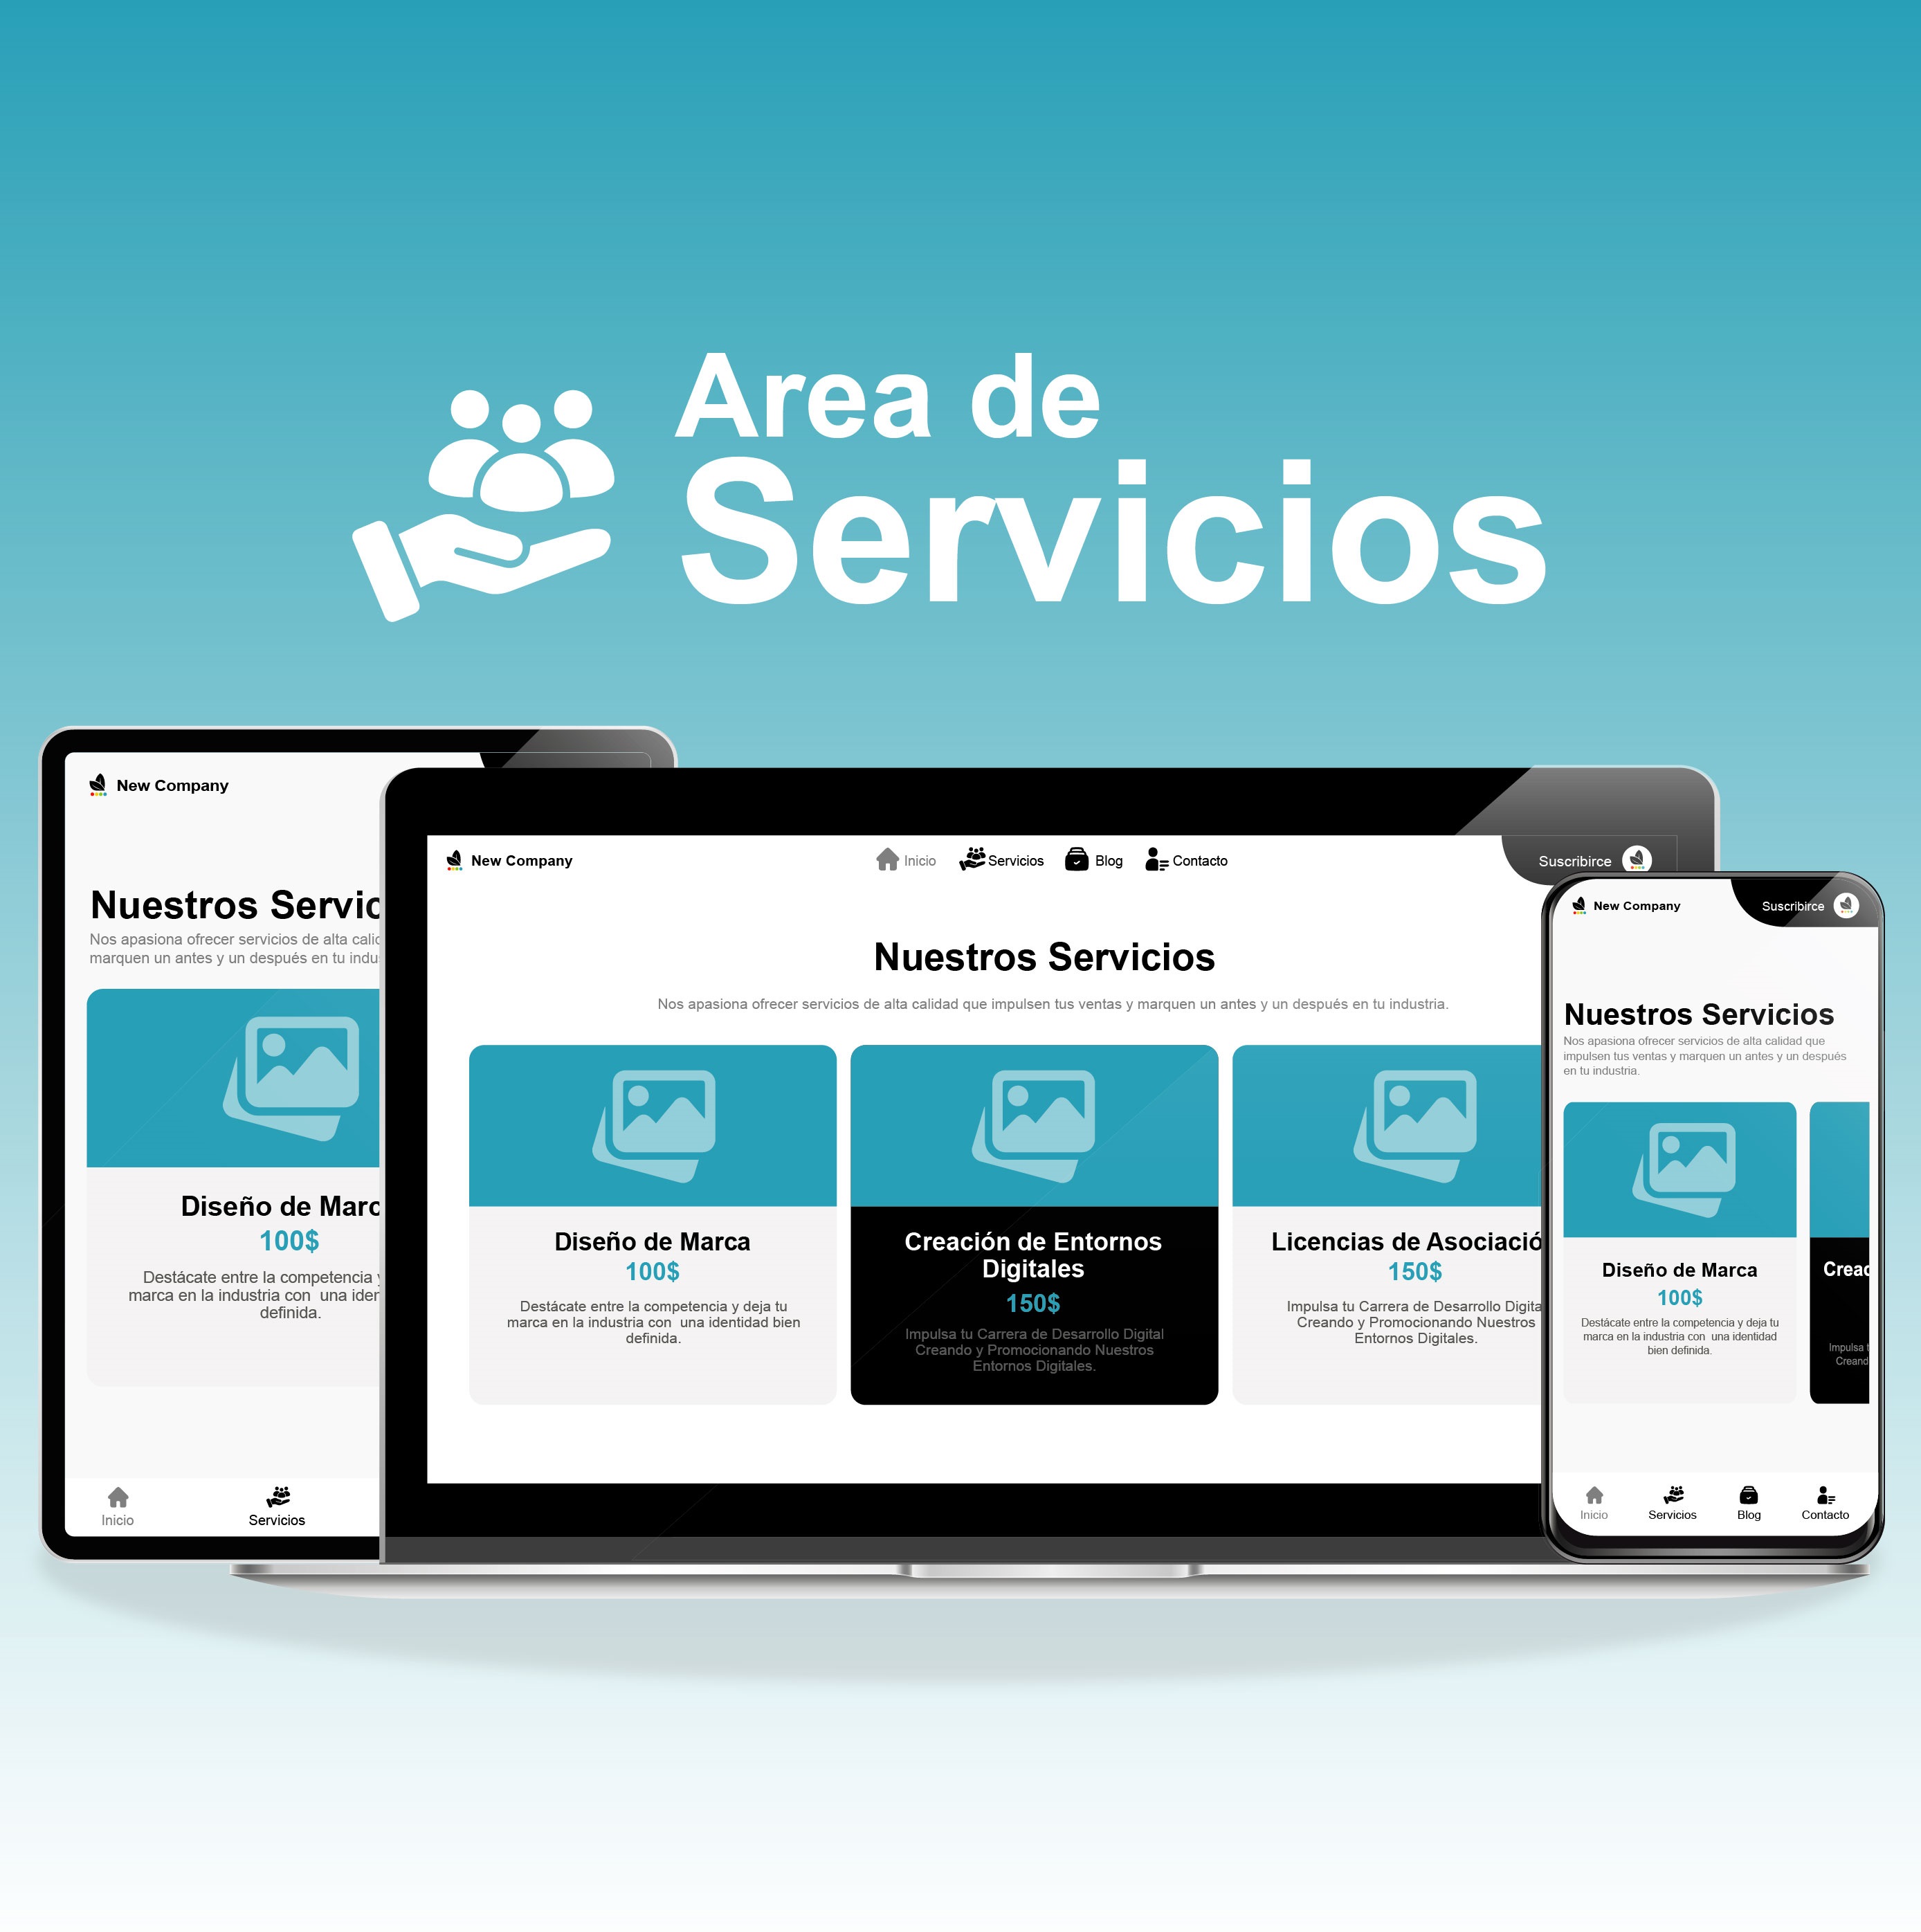 Area de
Servicios
New Company
Nuestros Servic
Nos apasiona ofrecer servicios de alta calid
marquen un antes y un después en tu indus
Diseño de Marc
100$
Destácate entre la competencia y
marca en la industria con una iden
definida.
Inicio
Servicios
New Company
Inicio
Servicios
Blog
Contacto
Suscribirce
Nuestros Servicios
Nos apasiona ofrecer servicios de alta calidad que impulsen tus ventas y marquen un antes y un después en tu industria.
Diseño de Marca
100$
Destácate entre la competencia y deja tu
marca en la industria con una identidad bien
definida.
Creación de Entornos
Digitales
150$
Impulsa tu Carrera de Desarrollo Digital
Creando y Promocionando Nuestros
Entornos Digitales.
Licencias de Asociació
150$
Impulsa tu Carrera de Desarrollo Digita
Creando y Promocionando Nuestros
Entornos Digitales.
New Company
Suscribirce
Nuestros Servicios
Nos apasiona ofrecer servicios de alta calidad que
impulsen tus ventas y marquen un antes y un después
en tu industria.
Diseño de Marca
100$
Destácate entre la competencia y deja tu
marca en la industria con una identidad
bien definida.
Creac
Impulsa t
Creand
Inicio
Servicios
Blog
Contacto